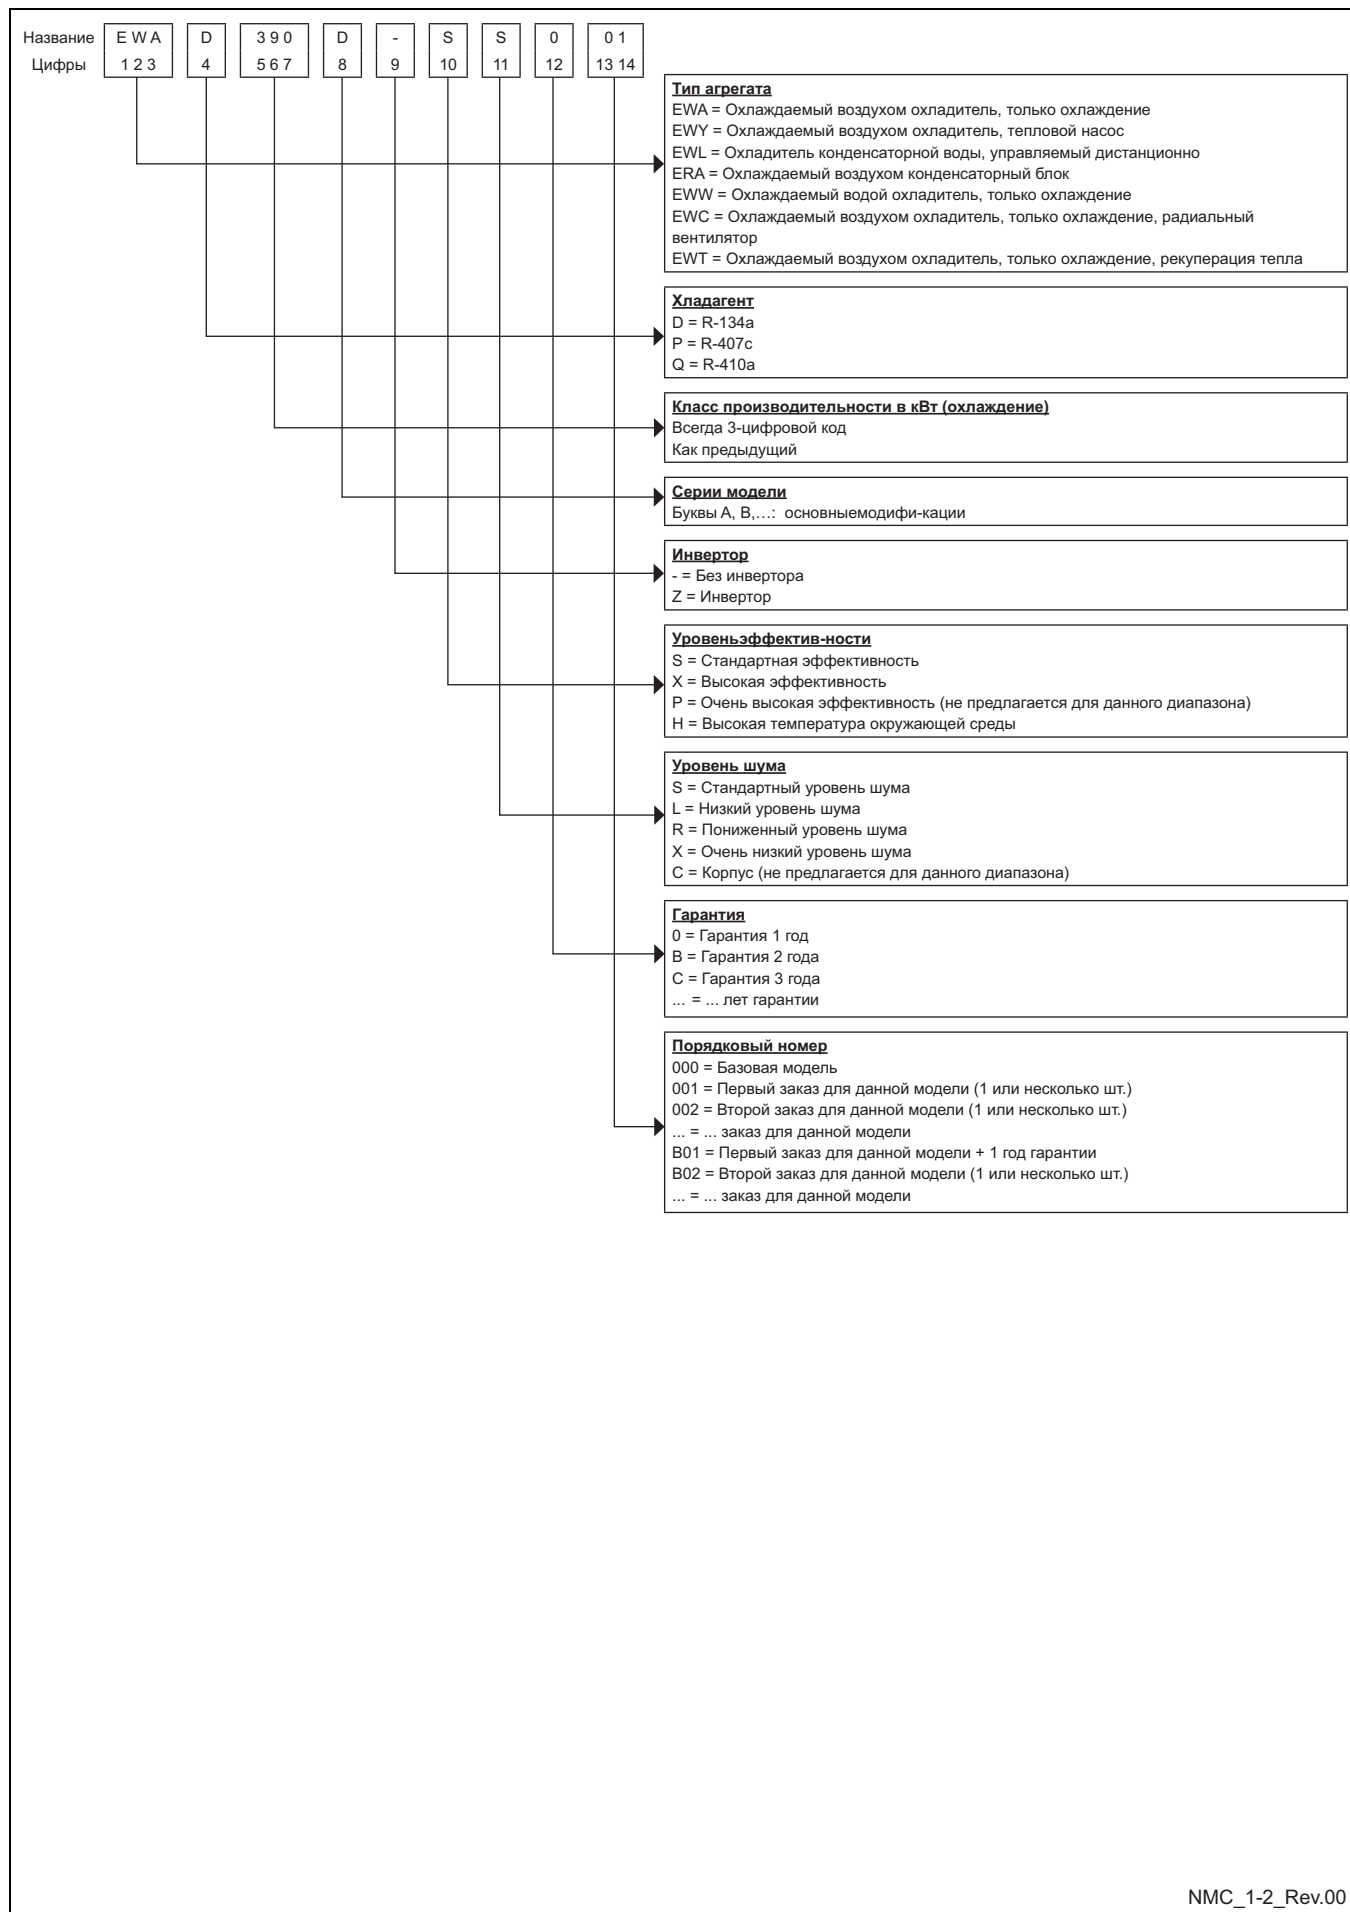 Название E W A D 3 9 0 D - S S 0 0 1
Цифры 1 2 3 4 5 6 7 8 9 10 11 12 13 14
Тип агрегата
EWA = Охлаждаемый воздухом охладитель, только охлаждение
EWY = Охлаждаемый воздухом охладитель, тепловой насос
EWL = Охладитель конденсаторной воды, управляемый дистанционно
ERA = Охлаждаемый воздухом конденсаторный блок
EWW = Охлаждаемый водой охладитель, только охлаждение
EWC = Охлаждаемый воздухом охладитель, только охлаждение, радиальный
вентилятор
EWT = Охлаждаемый воздухом охладитель, только охлаждение, рекуперация тепла
Хладагент
D = R-134a
P = R-407c
Q = R-410a
Класс производительности в кВт (охлаждение)
Всегда 3-цифровой код
Как предыдущий
Серии модели
Буквы A, B,…: основныемодифи-кации
Инвертор
- = Без инвертора
Z = Инвертор
Уровеньэффектив-ности
S = Стандартная эффективность
X = Высокая эффективность
P = Очень высокая эффективность (не предлагается для данного диапазона)
H = Высокая температура окружающей среды
Уровень шума
S = Стандартный уровень шума
L = Низкий уровень шума
R = Пониженный уровень шума
X = Очень низкий уровень шума
C = Корпус (не предлагается для данного диапазона)
Гарантия
0 = Гарантия 1 год
B = Гарантия 2 года
C = Гарантия 3 года
... = ... лет гарантии
Порядковый номер
000 = Базовая модель
001 = Первый заказ для данной модели (1 или несколько шт.)
002 = Второй заказ для данной модели (1 или несколько шт.)
... = ... заказ для данной модели
B01 = Первый заказ для данной модели + 1 год гарантии
B02 = Второй заказ для данной модели (1 или несколько шт.)
... = ... заказ для данной модели
NMC_1-2_Rev.00